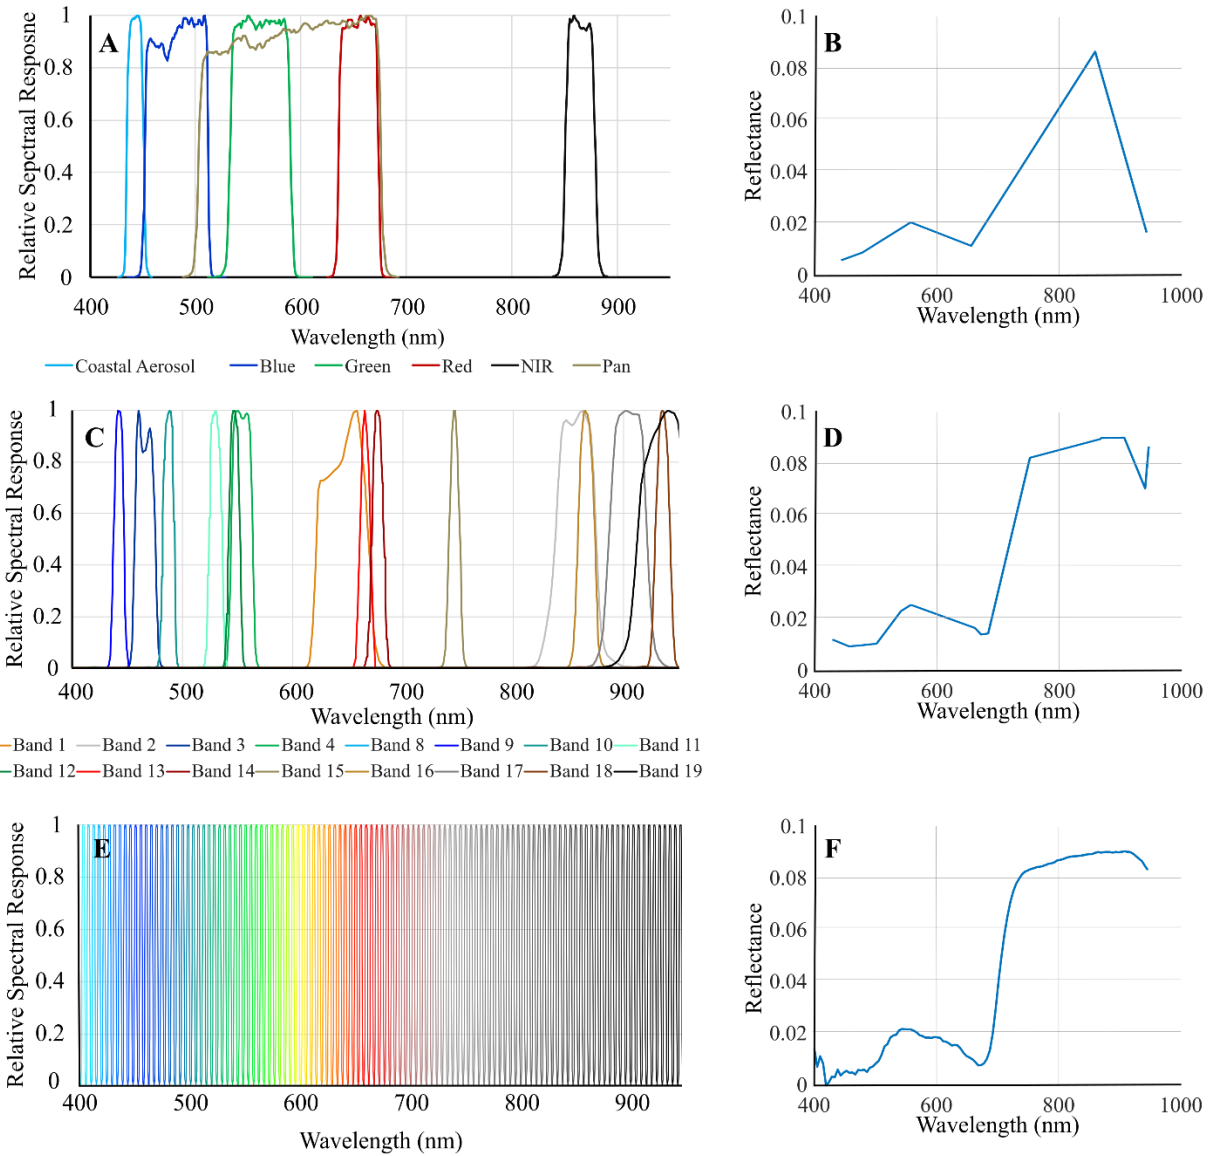 A
Relative Sepctraal Resposne
1
0.8
0.6
0.4
0.2
0
400 500 600 700 800 900
Wavelength (nm)
Coastal Aerosol Blue Green Red NIR Pan
B
Reflectance
0.1
0.08
0.06
0.04
0.02
0
400 600 800 1000
Wavelength (nm)
C
Relative Spectral Response
1
0.8
0.6
0.4
0.2
0
400 500 600 700 800 900
Wavelength (nm)
Band 1 Band 2 Band 3 Band 4 Band 8 Band 9 Band 10 Band 11
Band 12 Band 13 Band 14 Band 15 Band 16 Band 17 Band 18 Band 19
D
Reflectance
0.1
0.08
0.06
0.04
0.02
0
400 600 800 1000
Wavelength (nm)
E
Relative Spectral Response
1
0.8
0.6
0.4
0.2
0
400 500 600 700 800 900
Wavelength (nm)
F
Reflectance
0.1
0.08
0.06
0.04
0.02
0
400 600 800 1000
Wavelength (nm)